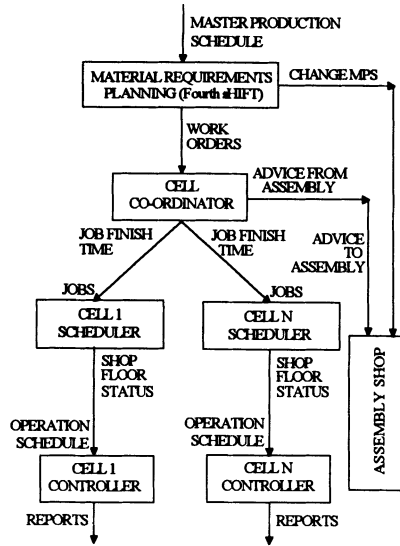 MASTER PRODUCTION
SCHEDULE
MATERIAL REQUIREMENTS
PLANNING (Fourth sHIFT)
CHANGE MPS
WORK
ORDERS
CELL
CO-ORDINATOR
ADVICE FROM
ASSEMBLY
JOB FINISH
TIME
JOB FINISH
TIME
ADVICE
TO
ASSEMBLY
JOBS
JOBS
CELL 1
SCHEDULER
CELL N
SCHEDULER
SHOP
FLOOR
STATUS
SHOP
FLOOR
STATUS
ASSEMBLY SHOP
OPERATION
SCHEDULE
OPERATION
SCHEDULE
CELL 1
CONTROLLER
CELL N
CONTROLLER
REPORTS
REPORTS